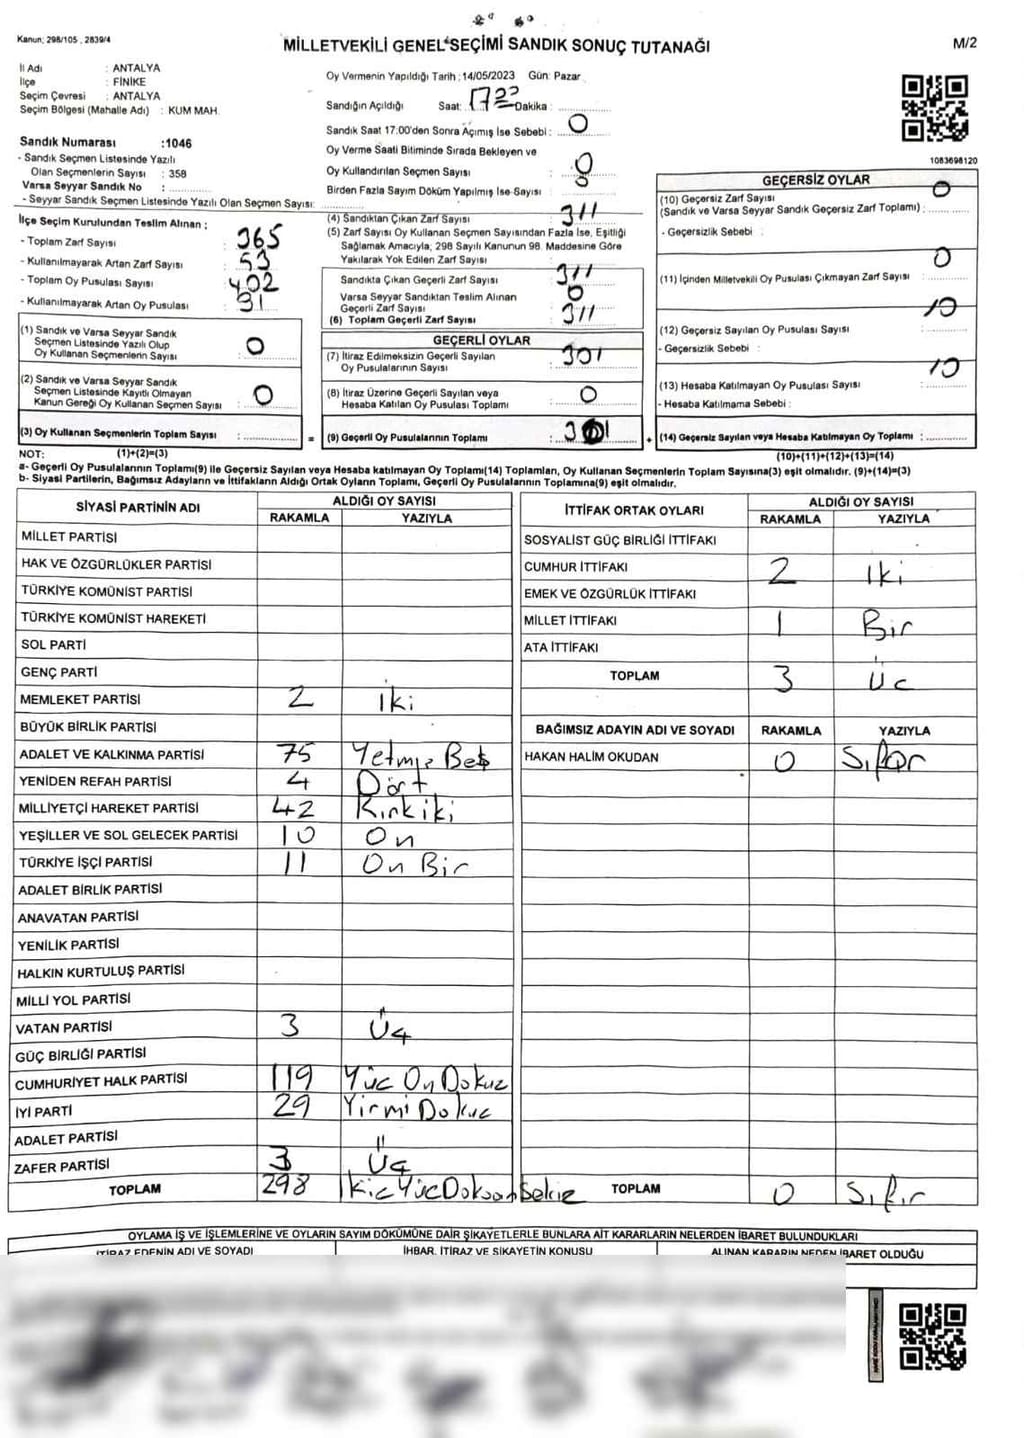 Kanun; 298/105 , 2839/4
MİLLETVEKİLİ GENEL SEÇİMİ SANDIK SONUÇ TUTANAĞI
M/2
İl Adı : ANTALYA
İlçe : FİNİKE
Seçim Çevresi : ANTALYA
Seçim Bölgesi (Mahalle Adı) : KUM MAH.
Sandık Numarası :1046
- Sandık Seçmen Listesinde Yazılı
Olan Seçmenlerin Sayısı : 358
Varsa Seyyar Sandık No :
- Seyyar Sandık Seçmen Listesinde Yazılı Olan Seçmen Sayısı:
Oy Vermenin Yapıldığı Tarih :14/05/2023 Gün: Pazar
Sandığın Açıldığı Saat: 17 Dakika :
Sandık Saat 17:00'den Sonra Açımış İse Sebebi : 0
Oy Verme Saati Bitiminde Sırada Bekleyen ve
Oy Kullandırılan Seçmen Sayısı : 0
Birden Fazla Sayım Döküm Yapılmış İse Sayısı :
1083698120
İlçe Seçim Kurulundan Teslim Alınan ;
- Toplam Zarf Sayısı : 365
- Kullanılmayarak Artan Zarf Sayısı : 53
- Toplam Oy Pusulası Sayısı : 402
- Kullanılmayarak Artan Oy Pusulası : 91
(1) Sandık ve Varsa Seyyar Sandık
Seçmen Listesinde Yazılı Olup
Oy Kullanan Seçmenlerin Sayısı : 0
(2) Sandık ve Varsa Seyyar Sandık
Seçmen Listesinde Kayıtlı Olmayan
Kanun Gereği Oy Kullanan Seçmen Sayısı : 0
(3) Oy Kullanan Seçmenlerin Toplam Sayısı :
(4) Sandıktan Çıkan Zarf Sayısı : 311
(5) Zarf Sayısı Oy Kullanan Seçmen Sayısından Fazla İse, Eşitliği
Sağlamak Amacıyla; 298 Sayılı Kanunun 98. Maddesine Göre
Yakılarak Yok Edilen Zarf Sayısı :
Sandıkta Çıkan Geçerli Zarf Sayısı : 311
Varsa Seyyar Sandıktan Teslim Alınan
Geçerli Zarf Sayısı : 0
(6) Toplam Geçerli Zarf Sayısı : 311
GEÇERLİ OYLAR
(7) İtiraz Edilmeksizin Geçerli Sayılan
Oy Pusulalarının Sayısı : 301
(8) İtiraz Üzerine Geçerli Sayılan veya
Hesaba Katılan Oy Pusulası Toplamı : 0
= (9) Geçerli Oy Pusulalarının Toplamı : 301
GEÇERSİZ OYLAR
(10) Geçersiz Zarf Sayısı 0
(Sandık ve Varsa Seyyar Sandık Geçersiz Zarf Toplamı) :
- Geçersizlik Sebebi :
(11) İçinden Milletvekili Oy Pusulası Çıkmayan Zarf Sayısı : 0
(12) Geçersiz Sayılan Oy Pusulası Sayısı : 10
- Geçersizlik Sebebi :
(13) Hesaba Katılmayan Oy Pusulası Sayısı : 10
- Hesaba Katılmama Sebebi :
+ (14) Geçersiz Sayılan veya Hesaba Katılmayan Oy Toplamı :
NOT: (1)+(2)=(3)
(10)+(11)+(12)+(13)=(14)
a- Geçerli Oy Pusulalarının Toplamı(9) ile Geçersiz Sayılan veya Hesaba katılmayan Oy Toplamı(14) Toplamları, Oy Kullanan Seçmenlerin Toplam Sayısına(3) eşit olmalıdır. (9)+(14)=(3)
b- Siyasi Partilerin, Bağımsız Adayların ve İttifakların Aldığı Ortak Oyların Toplamı, Geçerli Oy Pusulalarının Toplamına(9) eşit olmalıdır.
SİYASİ PARTİNİN ADI ALDIĞI OY SAYISI
RAKAMLA YAZIYLA
MİLLET PARTİSİ
HAK VE ÖZGÜRLÜKLER PARTİSİ
TÜRKİYE KOMÜNİST PARTİSİ
TÜRKİYE KOMÜNİST HAREKETİ
SOL PARTİ
GENÇ PARTİ
MEMLEKET PARTİSİ 2 iki
BÜYÜK BİRLİK PARTİSİ
ADALET VE KALKINMA PARTİSİ 75 Yetmiş Beş
YENİDEN REFAH PARTİSİ 4 Dört
MİLLİYETÇİ HAREKET PARTİSİ 42 Kırkiki
YEŞİLLER VE SOL GELECEK PARTİSİ 10 On
TÜRKİYE İŞÇİ PARTİSİ 11 On Bir
ADALET BİRLİK PARTİSİ
ANAVATAN PARTİSİ
YENİLİK PARTİSİ
HALKIN KURTULUŞ PARTİSİ
MİLLİ YOL PARTİSİ
VATAN PARTİSİ 3 Üç
GÜÇ BİRLİĞİ PARTİSİ
CUMHURİYET HALK PARTİSİ 119 Yüz On Dokuz
İYİ PARTİ 29 Yirmi Dokuz
ADALET PARTİSİ
ZAFER PARTİSİ 3 Üç
TOPLAM 298 İkiz Yüz Doksan Sekiz
İTTİFAK ORTAK OYLARI ALDIĞI OY SAYISI
RAKAMLA YAZIYLA
SOSYALİST GÜÇ BİRLİĞİ İTTİFAKI
CUMHUR İTTİFAKI 2 iki
EMEK VE ÖZGÜRLÜK İTTİFAKI
MİLLET İTTİFAKI 1 Bir
ATA İTTİFAKI
TOPLAM 3 Üc
BAĞIMSIZ ADAYIN ADI VE SOYADI RAKAMLA YAZIYLA
HAKAN HALİM OKUDAN 0 Sıfır
TOPLAM 0 Sıfır
OYLAMA İŞ VE İŞLEMLERİNE VE OYLARIN SAYIM DÖKÜMÜNE DAİR ŞİKAYETLERLE BUNLARA AİT KARARLARIN NELERDEN İBARET BULUNDUKLARI
İTİRAZ EDENİN ADI VE SOYADI İHBAR, İTİRAZ VE ŞİKAYETİN KONUSU ALINAN KARARIN NEDEN İBARET OLDUĞU